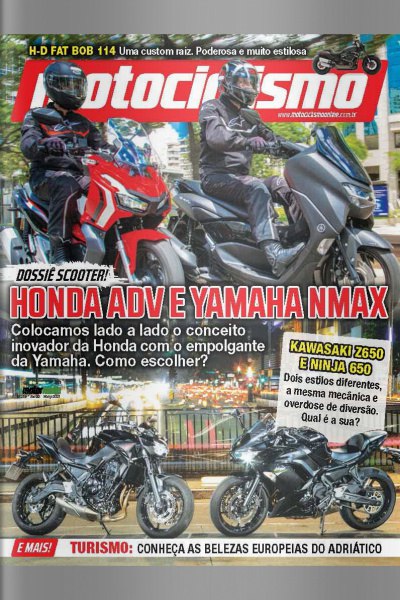 H-D FAT BOB 114 Uma custom raiz. Poderosa e muito estilosa
motociclismo
www.motociclismoonline.com.br
DOSSIÊ SCOOTER!
HONDA ADV E YAMAHA NMAX
Colocamos lado a lado o conceito
inovador da Honda com o empolgante
da Yamaha. Como escolher?
KAWASAKI Z650
E NINJA 650
Dois estilos diferentes,
a mesma mecânica e
overdose de diversão.
Qual é a sua?
E MAIS! TURISMO: CONHEÇA AS BELEZAS EUROPEIAS DO ADRIÁTICO